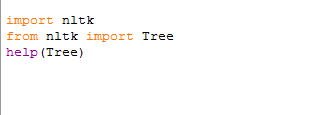 import nltk
from nltk import Tree
help(Tree)